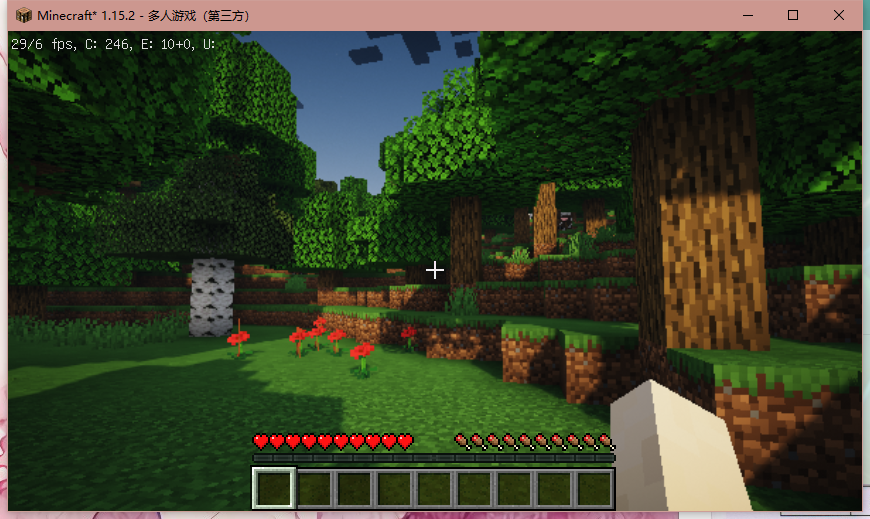 Minecraft* 1.15.2 - 多人游戏（第三方）
29/6 fps, C: 246, E: 10+0, U: